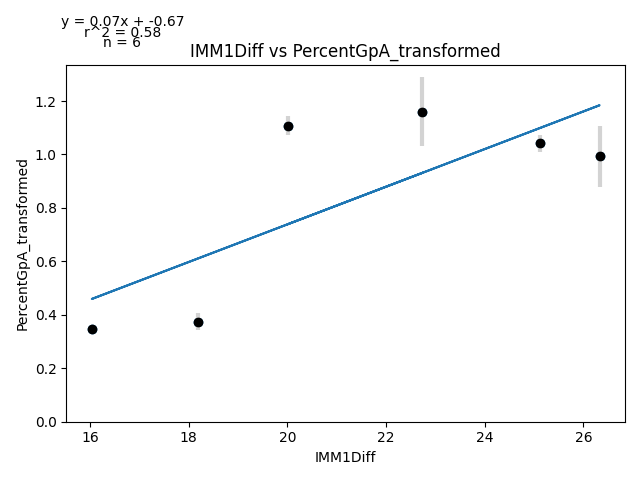 y = 0.07x + -0.67
r^2 = 0.58
n = 6
IMM1Diff vs PercentGpA_transformed
PercentGpA_transformed
1.2
1.0
0.8
0.6
0.4
0.2
0.0
16
18
20
22
24
26
IMM1Diff